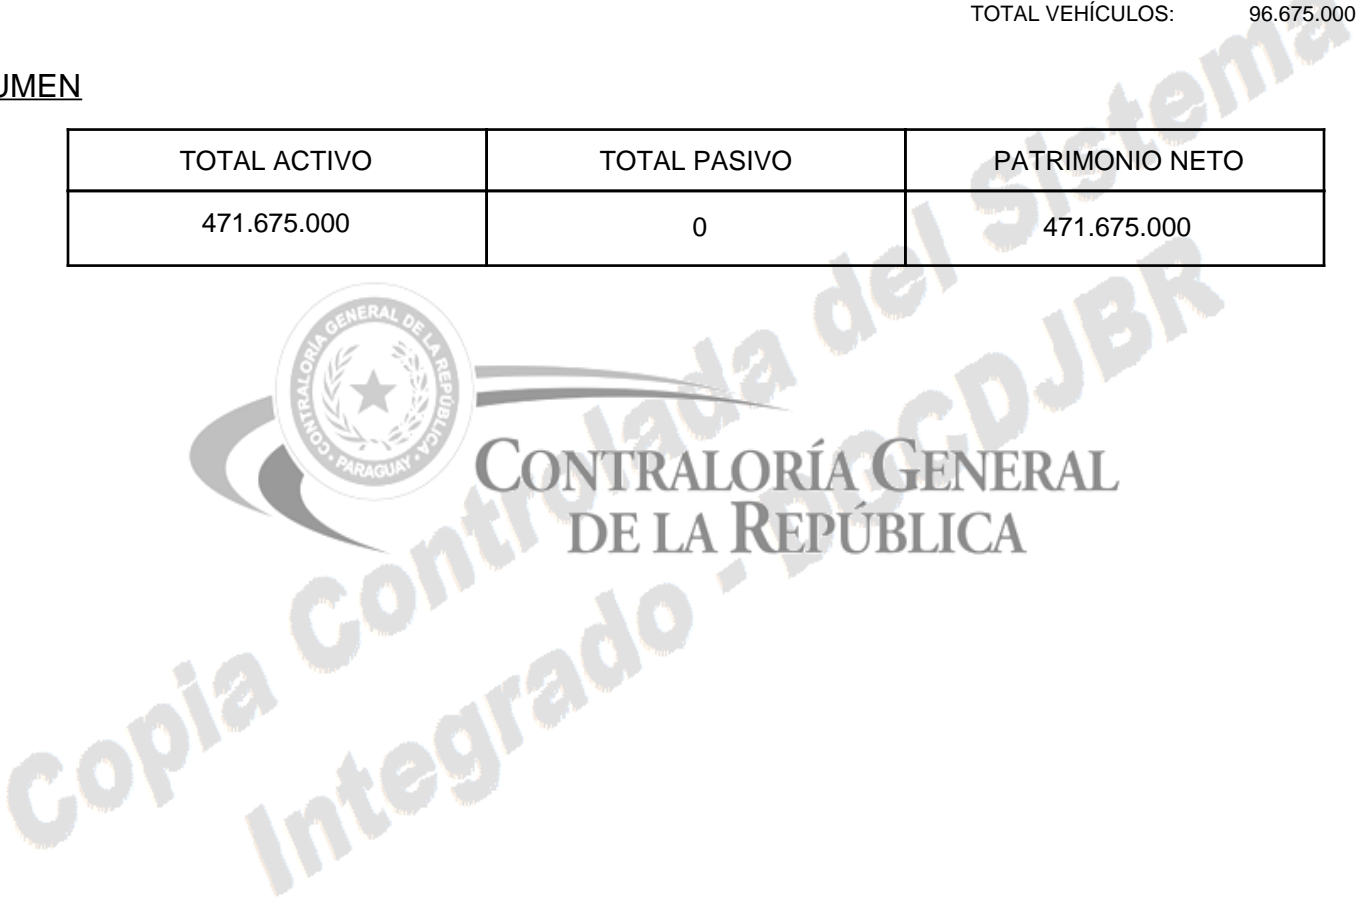 TOTAL VEHÍCULOS: 96.675.000
UMEN
TOTAL ACTIVO TOTAL PASIVO PATRIMONIO NETO
471.675.000 0 471.675.000
CONTRALORÍA GENERAL DE LA REPÚBLICA
• PARAGUAY •
CONTRALORÍA GENERAL
DE LA REPÚBLICA
Copia Controlada del Sistema
Integrado - DGCDJBR